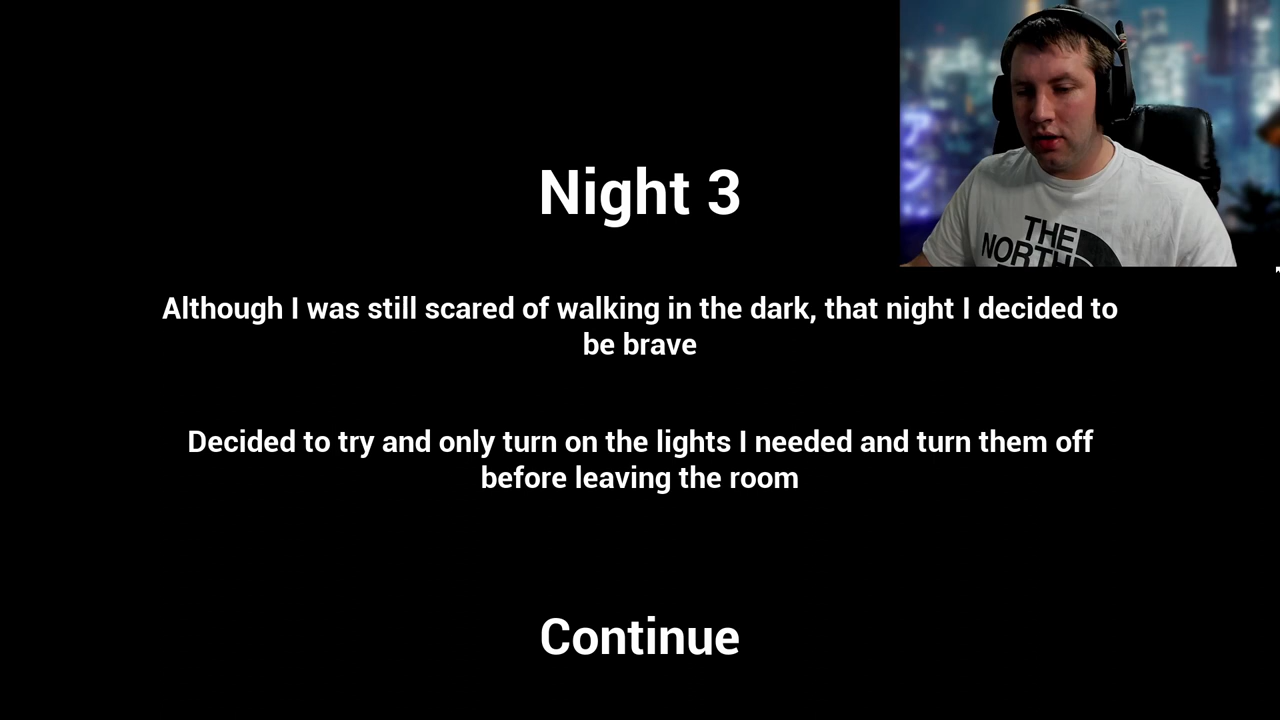 Night 3
THE
NORTH
Although I was still scared of walking in the dark, that night I decided to
be brave
Decided to try and only turn on the lights I needed and turn them off
before leaving the room
Continue